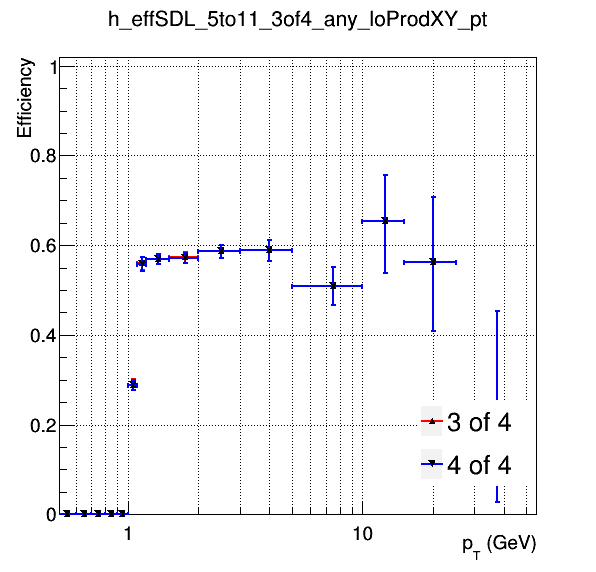 h_effSDL_5to11_3of4_any_loProdXY_pt
Efficiency
1
0.8
0.6
0.4
0.2
0
3 of 4
4 of 4
1
10
p_T (GeV)